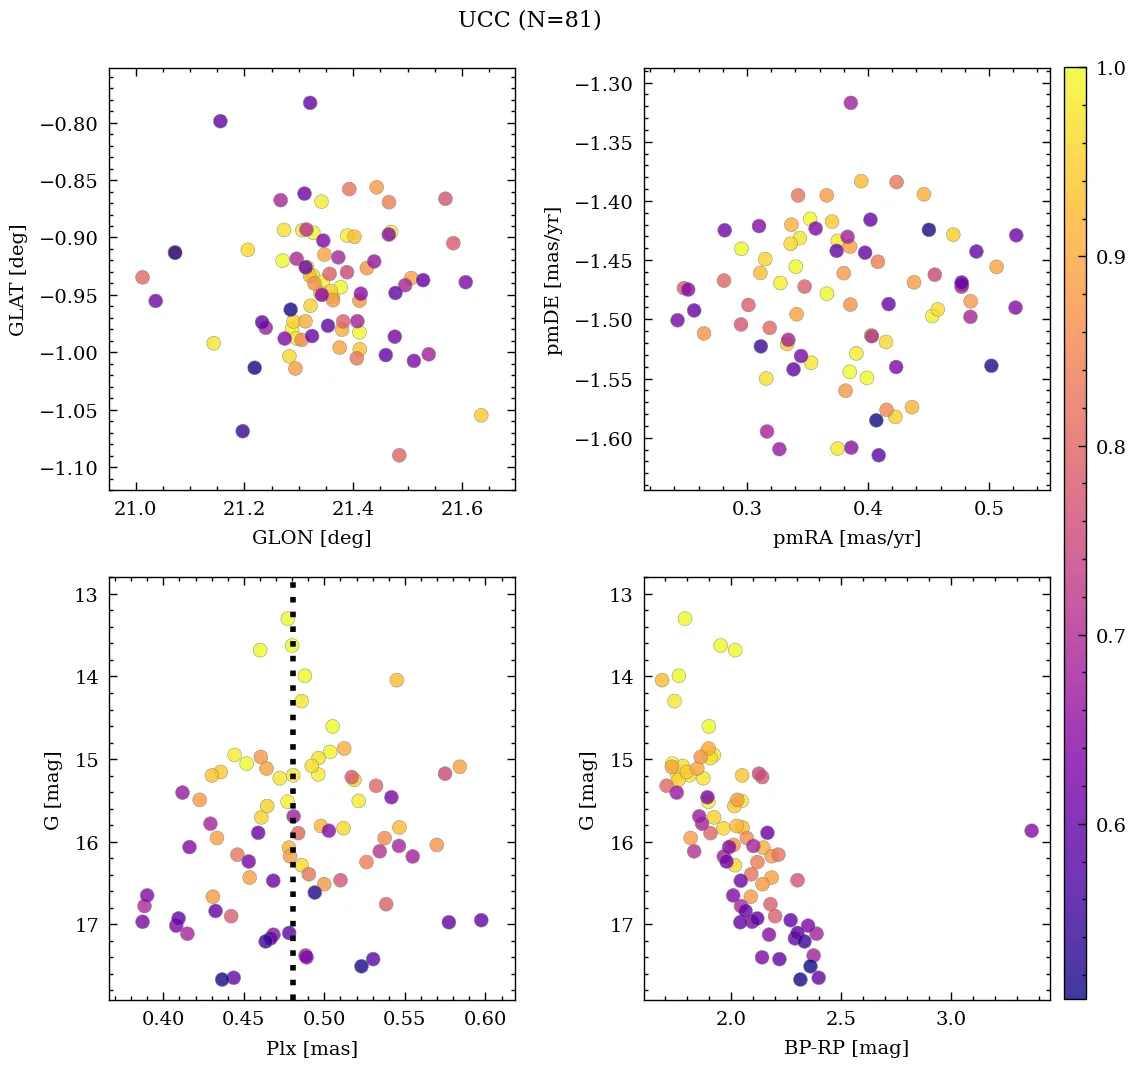 UCC (N=81)
−0.80
−0.85
−0.90
−0.95
−1.00
−1.05
−1.10
GLAT [deg]
21.0 21.2 21.4 21.6
GLON [deg]
−1.30
−1.35
−1.40
−1.45
−1.50
−1.55
−1.60
pmDE [mas/yr]
0.3 0.4 0.5
pmRA [mas/yr]
1.0
0.9
0.8
0.7
0.6
13
14
15
16
17
G [mag]
0.40 0.45 0.50 0.55 0.60
Plx [mas]
13
14
15
16
17
G [mag]
2.0 2.5 3.0
BP-RP [mag]